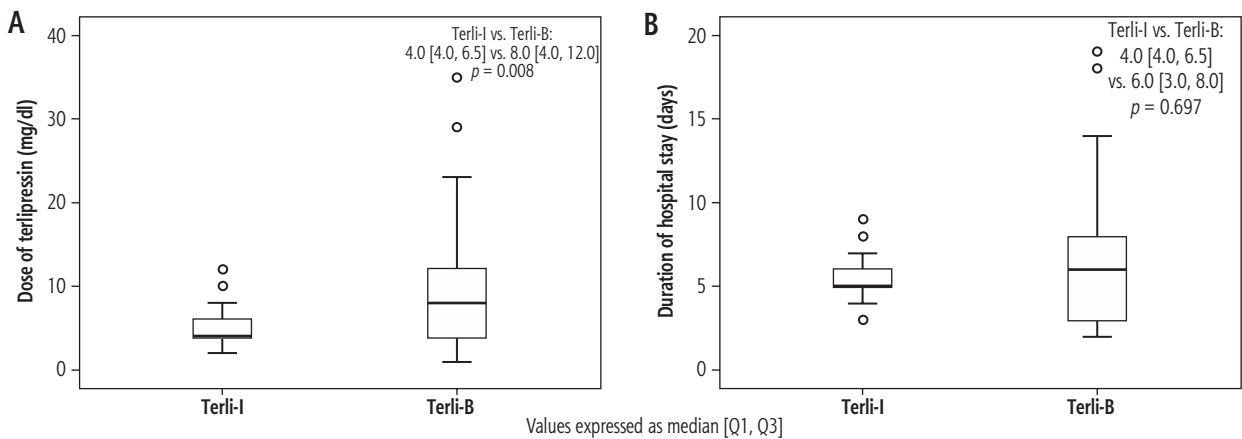 A
Dose of terlipressin (mg/dl)
40
30
20
10
0
Terli-I vs. Terli-B:
4.0 [4.0, 6.5] vs 8.0 [4.0, 12.0]
p = 0.008
Terli-I
Terli-B
B
Duration of hospital stay (days)
20
15
10
5
0
Terli-I vs. Terli-B:
4.0 [4.0, 6.5]
vs. 6.0 [3.0, 8.0]
p = 0.697
Terli-I
Terli-B
Values expressed as median [Q1, Q3]